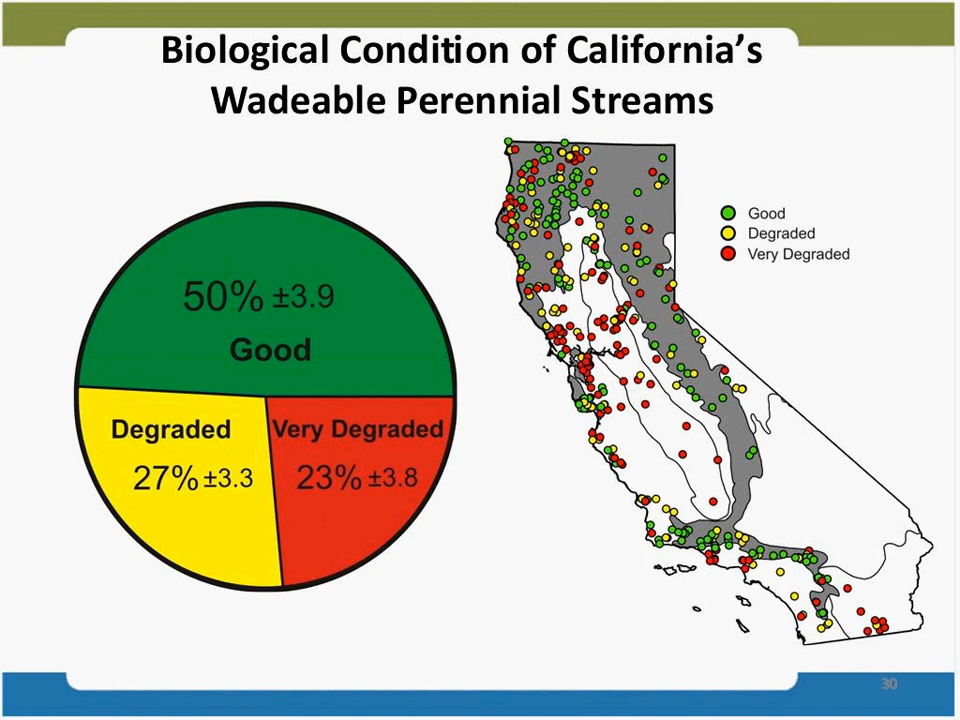 Biological Condition of California's
Wadeable Perennial Streams
50% ±3.9
Good
Degraded
27% ±3.3
Very Degraded
23% ±3.8
Good
Degraded
Very Degraded
30